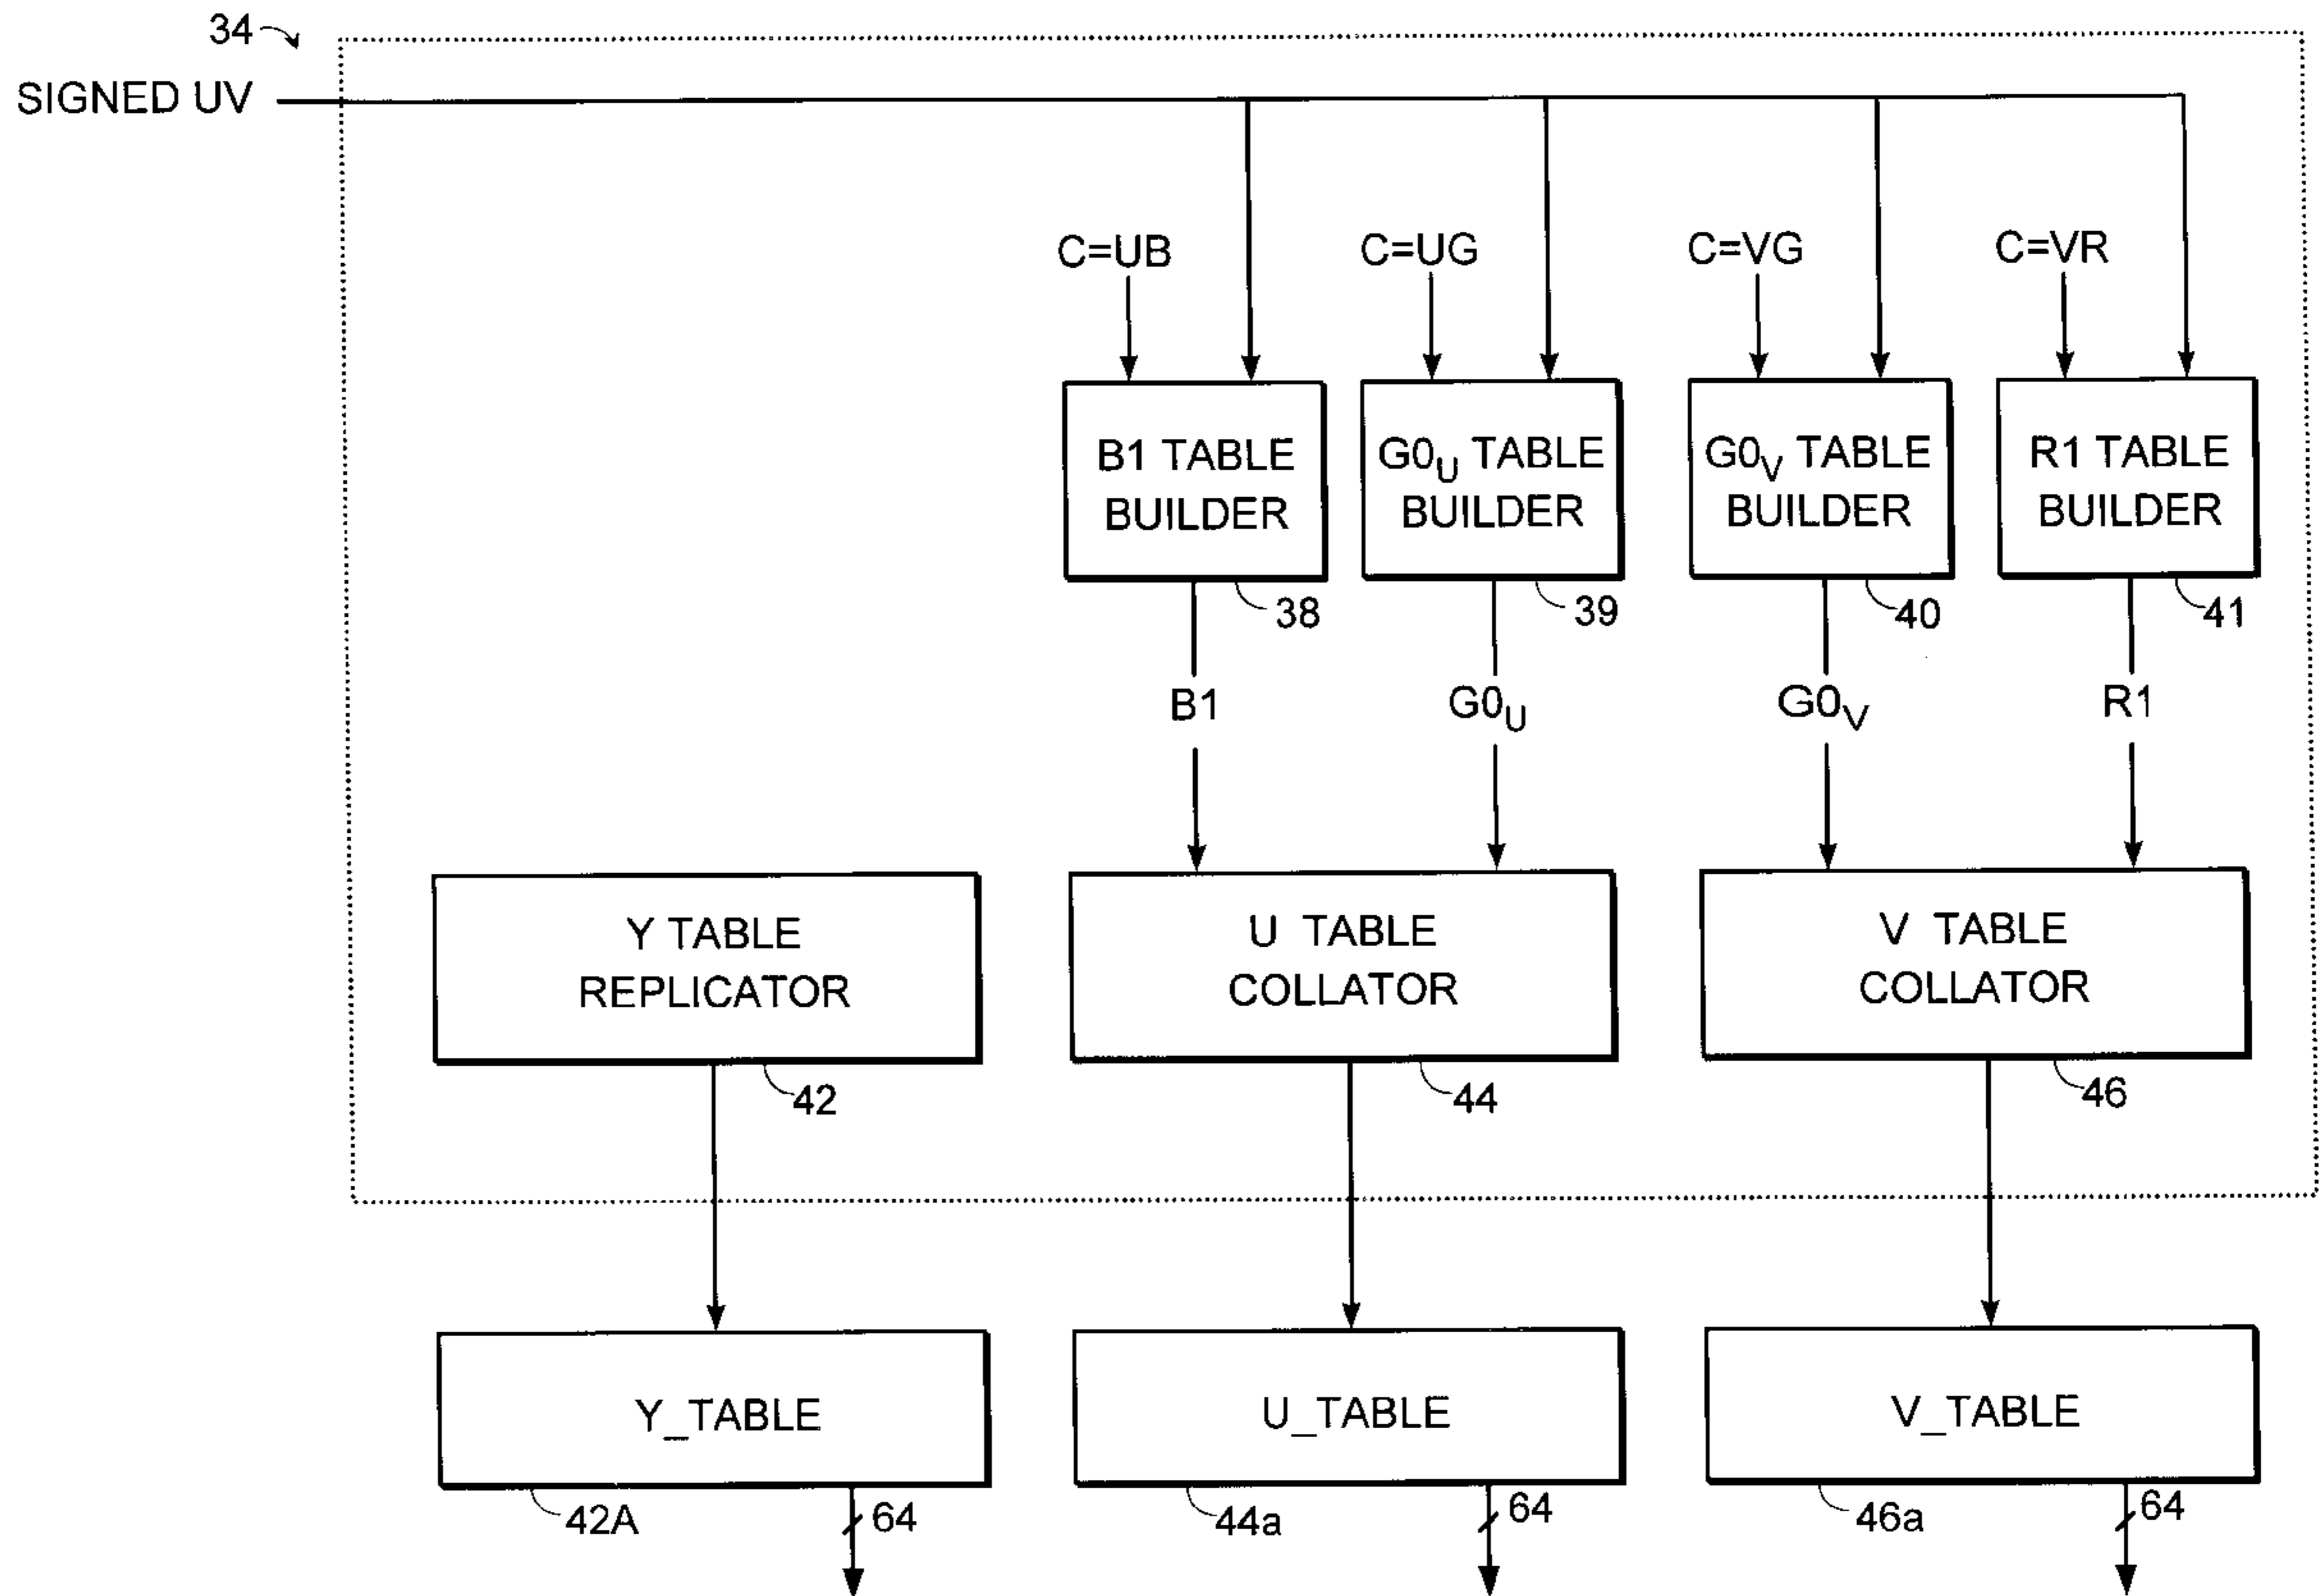 34
SIGNED UV
C=UB
C=UG
C=VG
C=VR
B1 TABLE
BUILDER
G0U TABLE
BUILDER
G0V TABLE
BUILDER
R1 TABLE
BUILDER
38
39
40
41
B1
G0U
G0V
R1
Y TABLE
REPLICATOR
U TABLE
COLLATOR
V TABLE
COLLATOR
42
44
46
Y_TABLE
U_TABLE
V_TABLE
42A
64
44a
64
46a
64